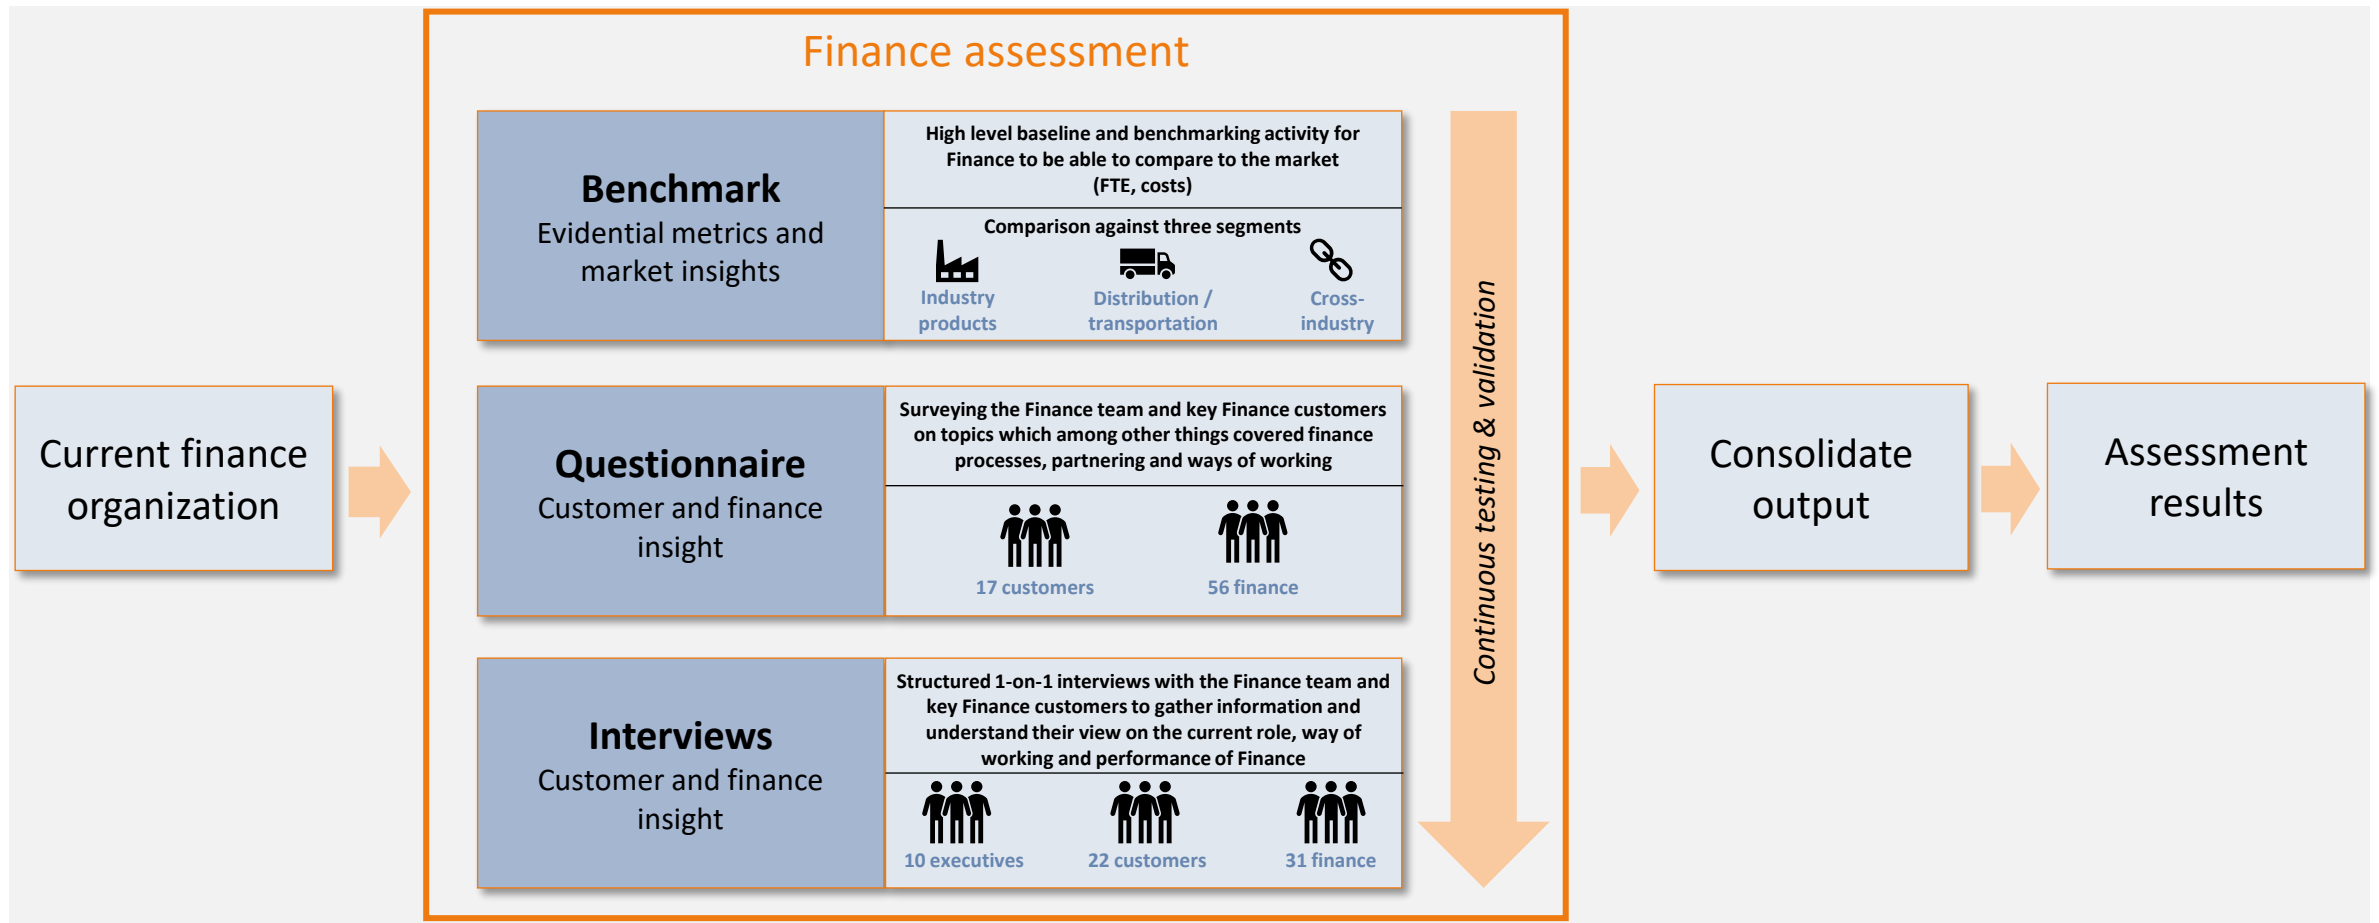 Finance assessment
Current finance
organization
Benchmark
Evidential metrics and
market insights
High level baseline and benchmarking activity for
Finance to be able to compare to the market
(FTE, costs)
Comparison against three segments
Industry
products
Distribution /
transportation
Cross-
industry
Questionnaire
Customer and finance
insight
Surveying the Finance team and key Finance customers
on topics which among other things covered finance
processes, partnering and ways of working
17 customers
56 finance
Interviews
Customer and finance
insight
Structured 1-on-1 interviews with the Finance team and
key Finance customers to gather information and
understand their view on the current role, way of
working and performance of Finance
10 executives
22 customers
31 finance
Continuous testing & validation
Consolidate
output
Assessment
results